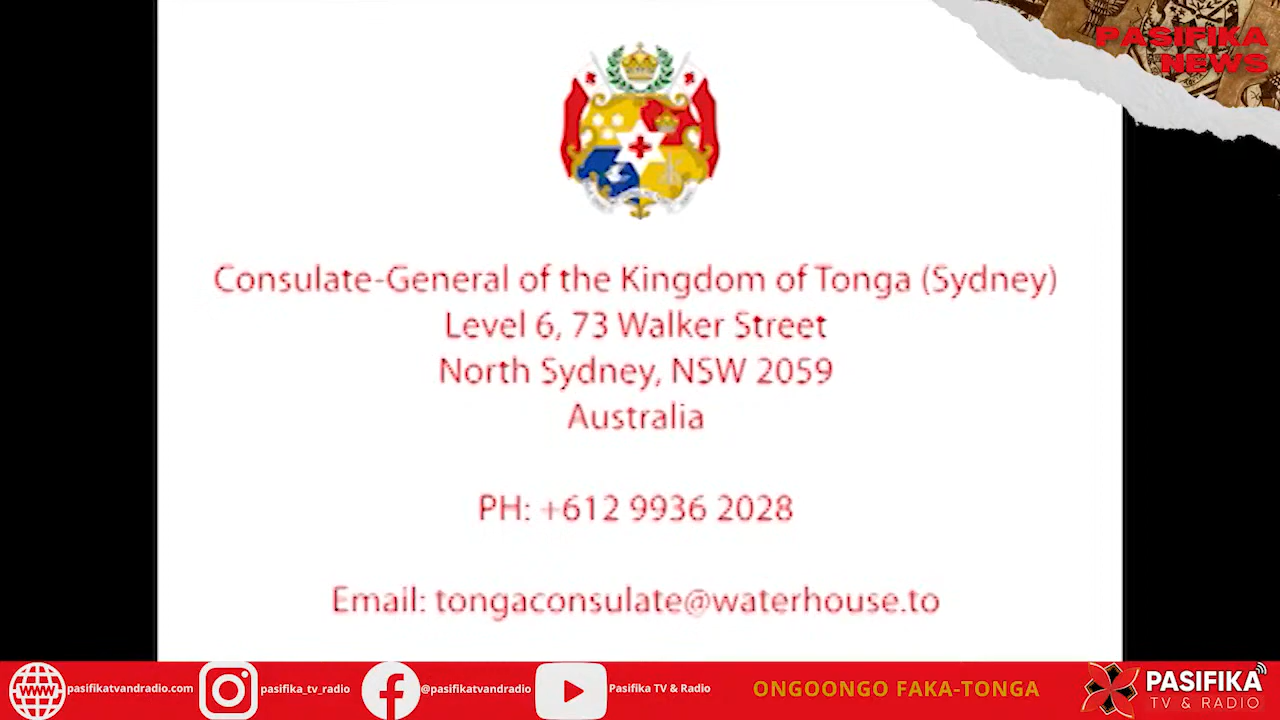 PASIFIKA
NEWS
Consulate-General of the Kingdom of Tonga (Sydney)
Level 6, 73 Walker Street
North Sydney, NSW 2059
Australia
PH: +612 9936 2028
Email: tongaconsulate@waterhouse.to
WWW pasifikatvandradio.com
pasifika_tv_radio
@pasifikatvandradio
Pasifika TV & Radio
ONGOONGO FAKA-TONGA
PASIFIKA
TV & RADIO